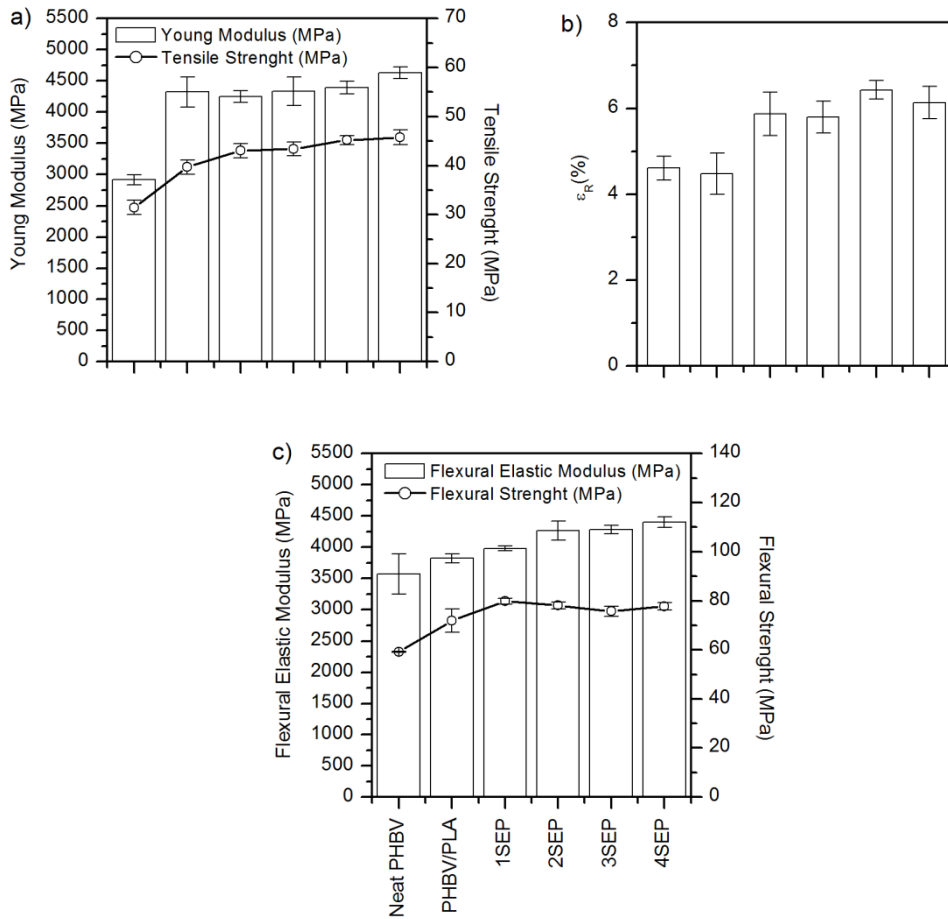 a)
Young Modulus (MPa)
Tensile Strenght (MPa)
5500
5000
4500
4000
3500
3000
2500
2000
1500
1000
500
0
Young Modulus (MPa)
70
60
50
40
30
20
10
0
Tensile Strenght (MPa)
b)
8
6
4
2
0
εR)(%)
c)
Flexural Elastic Modulus (MPa)
Flexural Strenght (MPa)
5500
5000
4500
4000
3500
3000
2500
2000
1500
1000
500
0
Flexural Elastic Modulus (MPa)
140
120
100
80
60
40
20
0
Flexural Strenght (MPa)
Neat PHBV
PHBV/PLA
1SEP
2SEP
3SEP
4SEP